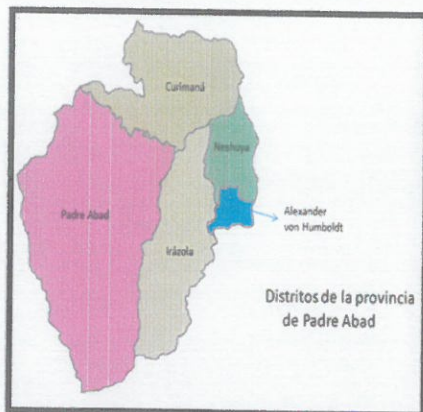 Curimaná
Neshuya
Padre Abad
Alexander
von Humboldt
Irázola
Distritos de la provincia
de Padre Abad